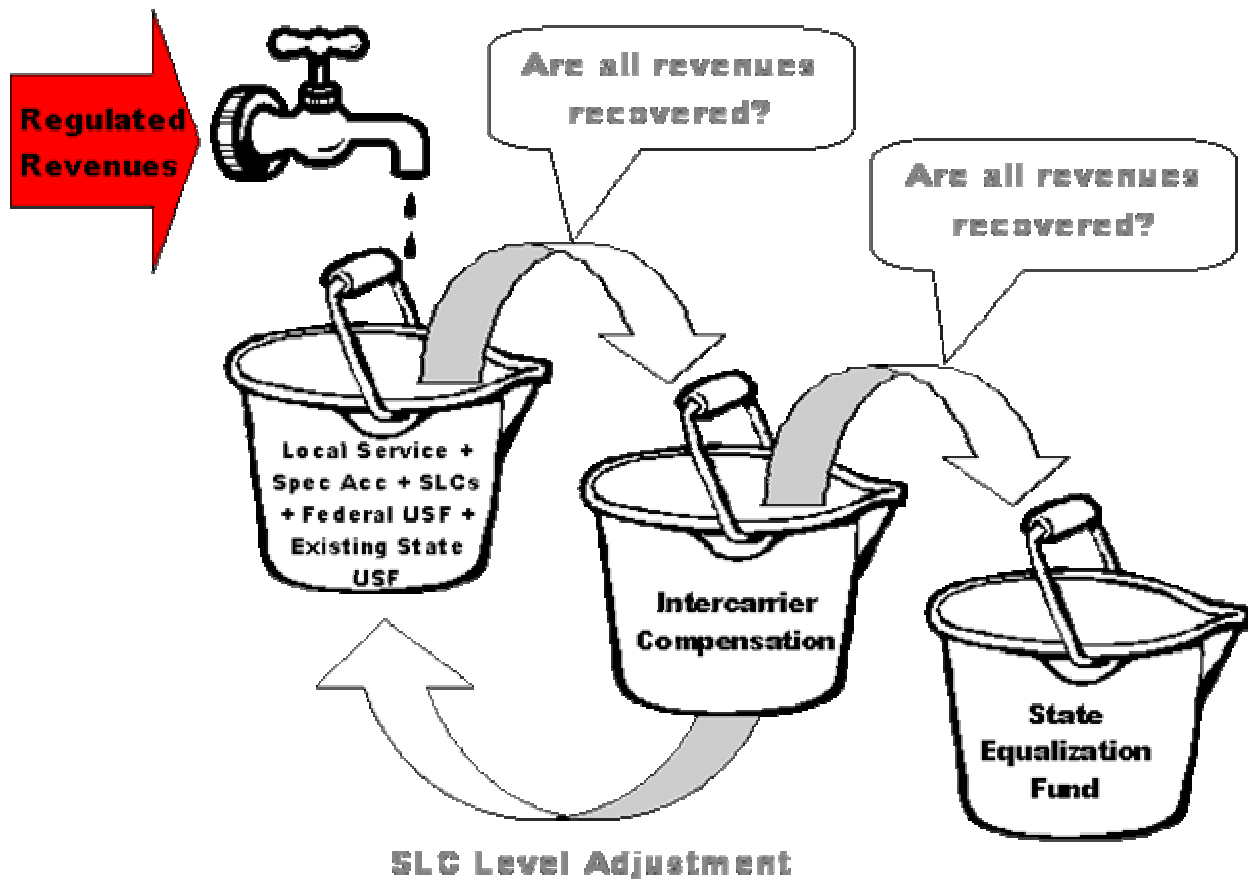 Regulated
Revenues
Are all revenues
recovered?
Are all revenues
recovered?
Local Service +
Spec Acc + SLCs
+ Federal USF +
Existing State
USF
Intercarrier
Compensation
State
Equalization
Fund
SLC Level Adjustment